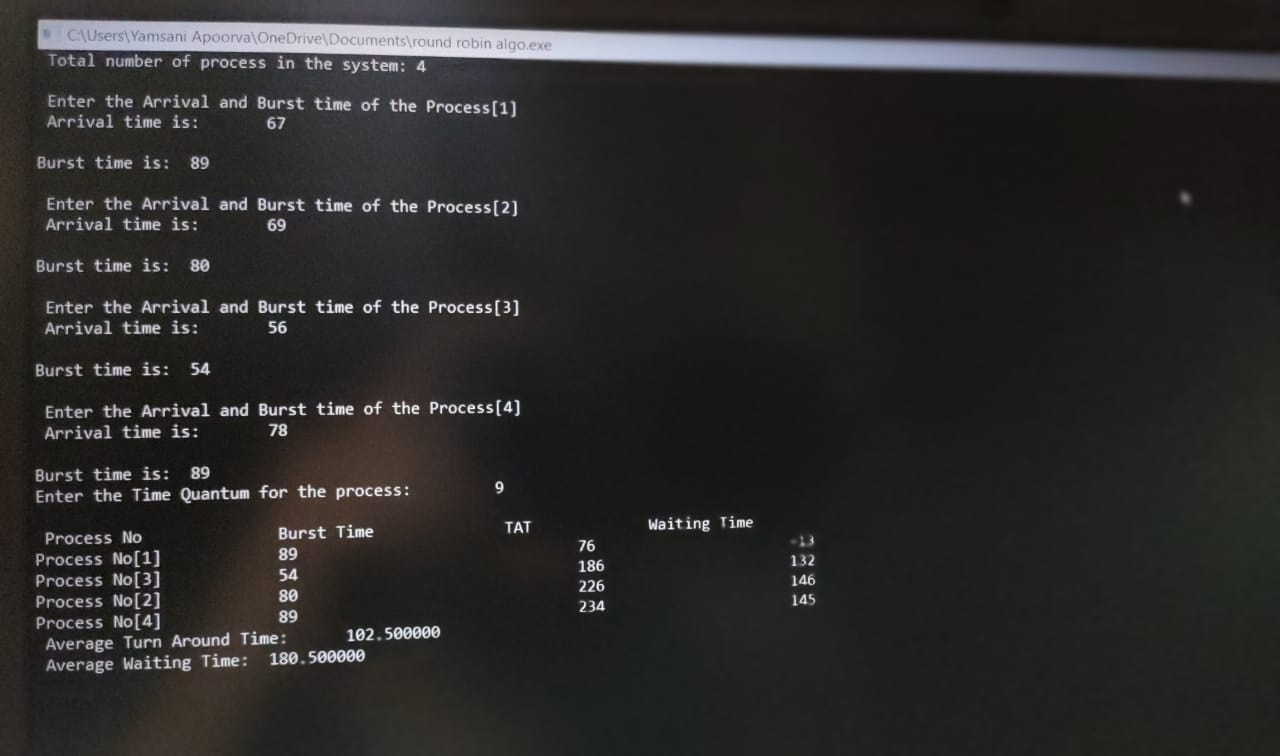 C:\Users\Yamsani Apoorva\OneDrive\Documents\round robin algo.exe
Total number of process in the system: 4
Enter the Arrival and Burst time of the Process[1]
Arrival time is: 67
Burst time is: 89
Enter the Arrival and Burst time of the Process[2]
Arrival time is: 69
Burst time is: 80
Enter the Arrival and Burst time of the Process[3]
Arrival time is: 56
Burst time is: 54
Enter the Arrival and Burst time of the Process[4]
Arrival time is: 78
Burst time is: 89
Enter the Time Quantum for the process: 9
Process No Burst Time TAT Waiting Time
Process No[1] 89 76 -13
Process No[3] 54 186 132
Process No[2] 80 226 146
Process No[4] 89 234 145
Average Turn Around Time: 102.500000
Average Waiting Time: 180.500000